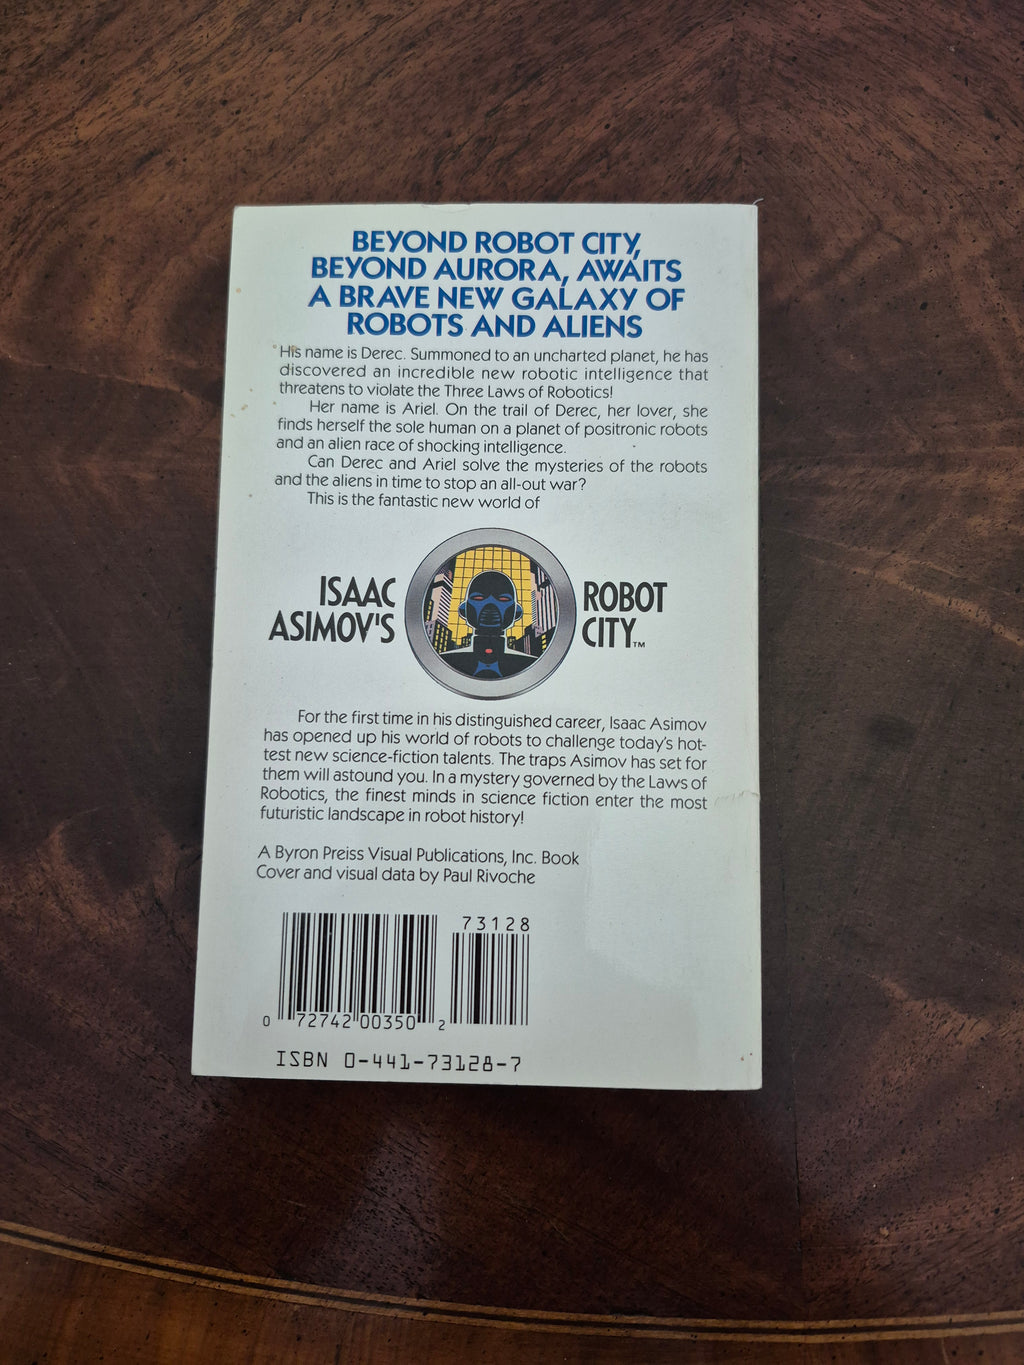 BEYOND ROBOT CITY,
BEYOND AURORA, AWAITS
A BRAVE NEW GALAXY OF
ROBOTS AND ALIENS
His name is Derec. Summoned to an uncharted planet, he has
discovered an incredible new robotic intelligence that
threatens to violate the Three Laws of Robotics!
Her name is Ariel. On the trail of Derec, her lover, she
finds herself the sole human on a planet of positronic robots
and an alien race of shocking intelligence.
Can Derec and Ariel solve the mysteries of the robots
and the aliens in time to stop an all-out war?
This is the fantastic new world of
ISAAC
ASIMOV'S
ROBOT
CITY™
For the first time in his distinguished career, Isaac Asimov
has opened up his world of robots to challenge today's hot-
test new science-fiction talents. The traps Asimov has set for
them will astound you. In a mystery governed by the Laws of
Robotics, the finest minds in science fiction enter the most
futuristic landscape in robot history!
A Byron Preiss Visual Publications, Inc. Book
Cover and visual data by Paul Rivoche
73128
0 72742 00350 2
ISBN 0-441-73128-7